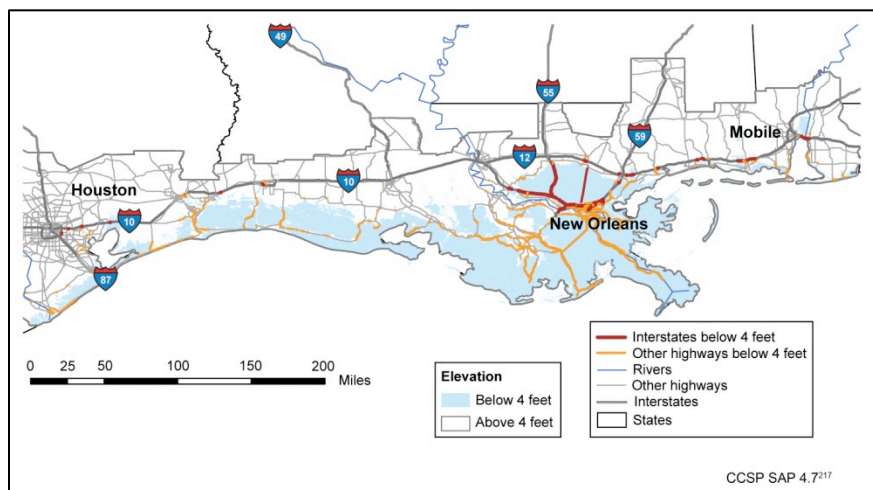 49
55
59
Mobile
12
Houston
10
10
New Orleans
87
0 25 50 100 150 200
Miles
Elevation
Below 4 feet
Above 4 feet
Interstates below 4 feet
Other highways below 4 feet
Rivers
Other highways
Interstates
States
CCSP SAP 4.7²¹⁷